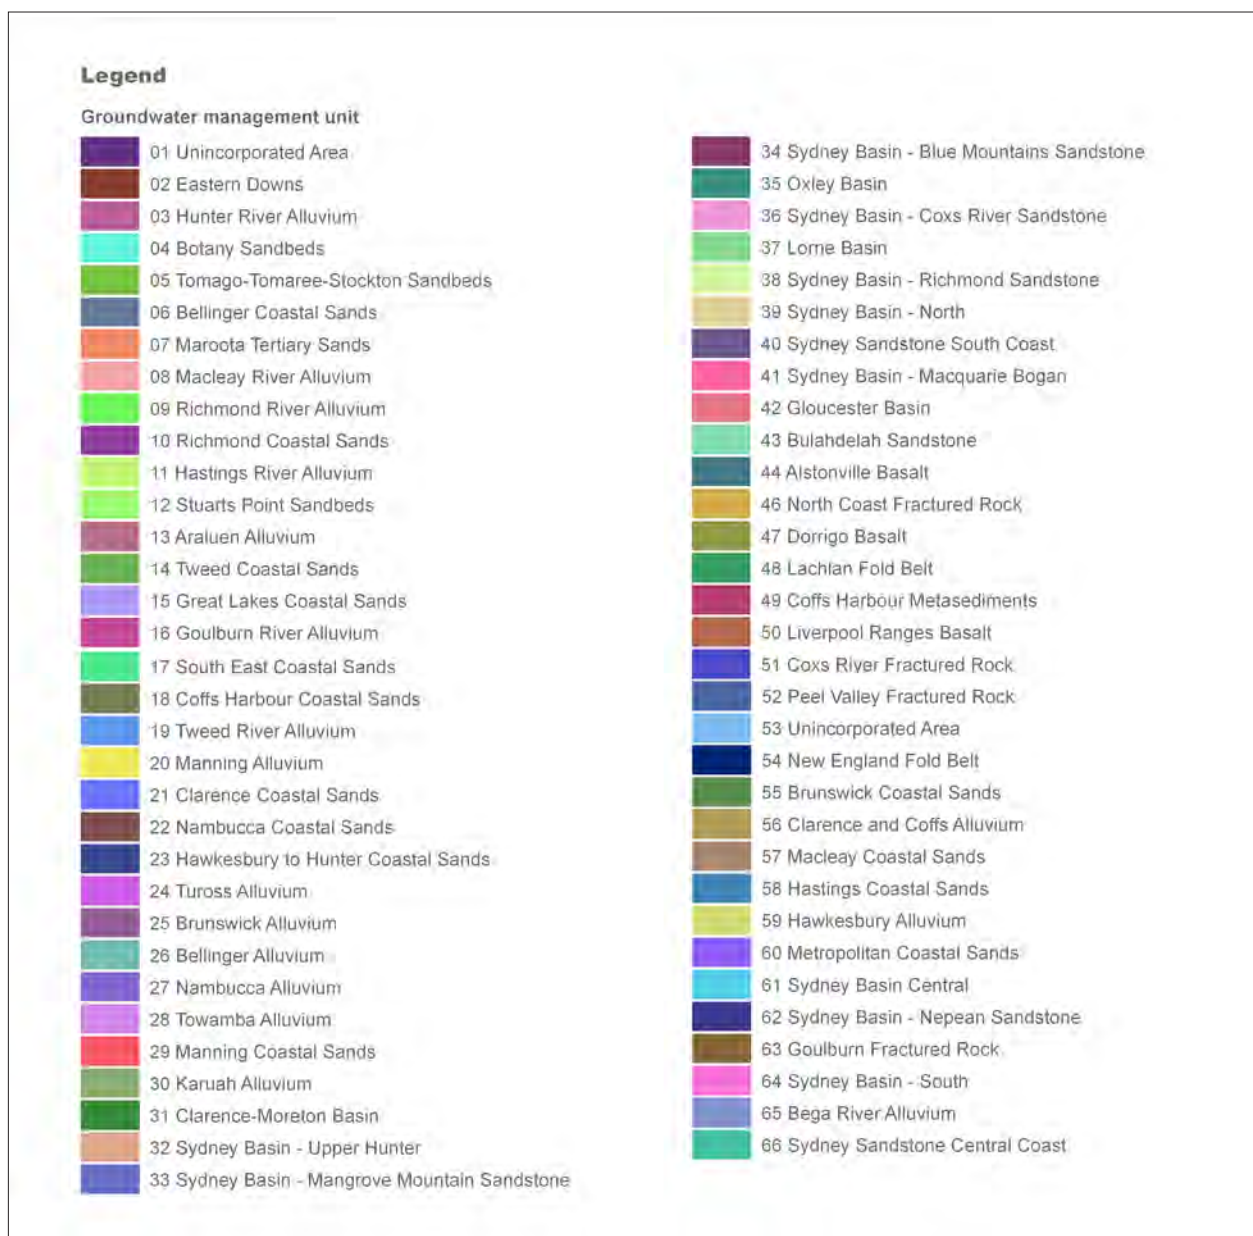 Legend
Groundwater management unit
01 Unincorporated Area
02 Eastern Downs
03 Hunter River Alluvium
04 Botany Sandbeds
05 Tomago-Tomaree-Stockton Sandbeds
06 Bellinger Coastal Sands
07 Maroota Tertiary Sands
08 Macleay River Alluvium
09 Richmond River Alluvium
10 Richmond Coastal Sands
11 Hastings River Alluvium
12 Stuarts Point Sandbeds
13 Araluen Alluvium
14 Tweed Coastal Sands
15 Great Lakes Coastal Sands
16 Goulburn River Alluvium
17 South East Coastal Sands
18 Coffs Harbour Coastal Sands
19 Tweed River Alluvium
20 Manning Alluvium
21 Clarence Coastal Sands
22 Nambucca Coastal Sands
23 Hawkesbury to Hunter Coastal Sands
24 Tuross Alluvium
25 Brunswick Alluvium
26 Bellinger Alluvium
27 Nambucca Alluvium
28 Towamba Alluvium
29 Manning Coastal Sands
30 Karuah Alluvium
31 Clarence-Moreton Basin
32 Sydney Basin - Upper Hunter
33 Sydney Basin - Mangrove Mountain Sandstone
34 Sydney Basin - Blue Mountains Sandstone
35 Oxley Basin
36 Sydney Basin - Coxs River Sandstone
37 Lorne Basin
38 Sydney Basin - Richmond Sandstone
39 Sydney Basin - North
40 Sydney Sandstone South Coast
41 Sydney Basin - Macquarie Bogan
42 Gloucester Basin
43 Bulahdelah Sandstone
44 Alstonville Basalt
46 North Coast Fractured Rock
47 Dorrigo Basalt
48 Lachlan Fold Belt
49 Coffs Harbour Metasediments
50 Liverpool Ranges Basalt
51 Coxs River Fractured Rock
52 Peel Valley Fractured Rock
53 Unincorporated Area
54 New England Fold Belt
55 Brunswick Coastal Sands
56 Clarence and Coffs Alluvium
57 Macleay Coastal Sands
58 Hastings Coastal Sands
59 Hawkesbury Alluvium
60 Metropolitan Coastal Sands
61 Sydney Basin Central
62 Sydney Basin - Nepean Sandstone
63 Goulburn Fractured Rock
64 Sydney Basin - South
65 Bega River Alluvium
66 Sydney Sandstone Central Coast